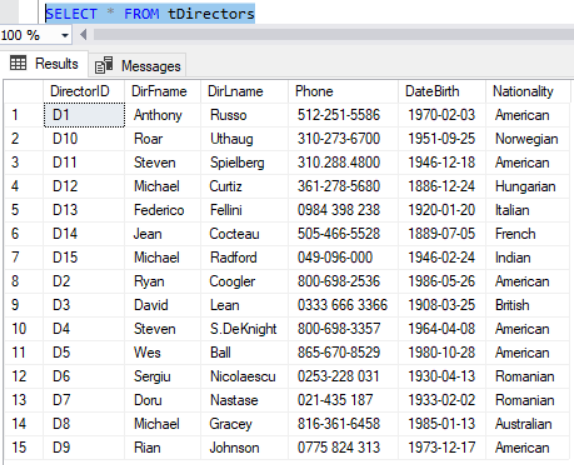 SELECT * FROM tDirectors
100 %
Results Messages
DirectorID DirFname DirLname Phone DateBirth Nationality
1 D1 Anthony Russo 512-251-5586 1970-02-03 American
2 D10 Roar Uthaug 310-273-6700 1951-09-25 Norwegian
3 D11 Steven Spielberg 310.288.4800 1946-12-18 American
4 D12 Michael Curtiz 361-278-5680 1886-12-24 Hungarian
5 D13 Federico Fellini 0984 398 238 1920-01-20 Italian
6 D14 Jean Cocteau 505-466-5528 1889-07-05 French
7 D15 Michael Radford 049-096-000 1946-02-24 Indian
8 D2 Ryan Coogler 800-698-2536 1986-05-26 American
9 D3 David Lean 0333 666 3366 1908-03-25 British
10 D4 Steven S.DeKnight 800-698-3357 1964-04-08 American
11 D5 Wes Ball 865-670-8529 1980-10-28 American
12 D6 Sergiu Nicolaescu 0253-228 031 1930-04-13 Romanian
13 D7 Doru Nastase 021-435 187 1933-02-02 Romanian
14 D8 Michael Gracey 816-361-6458 1985-01-13 Australian
15 D9 Rian Johnson 0775 824 313 1973-12-17 American